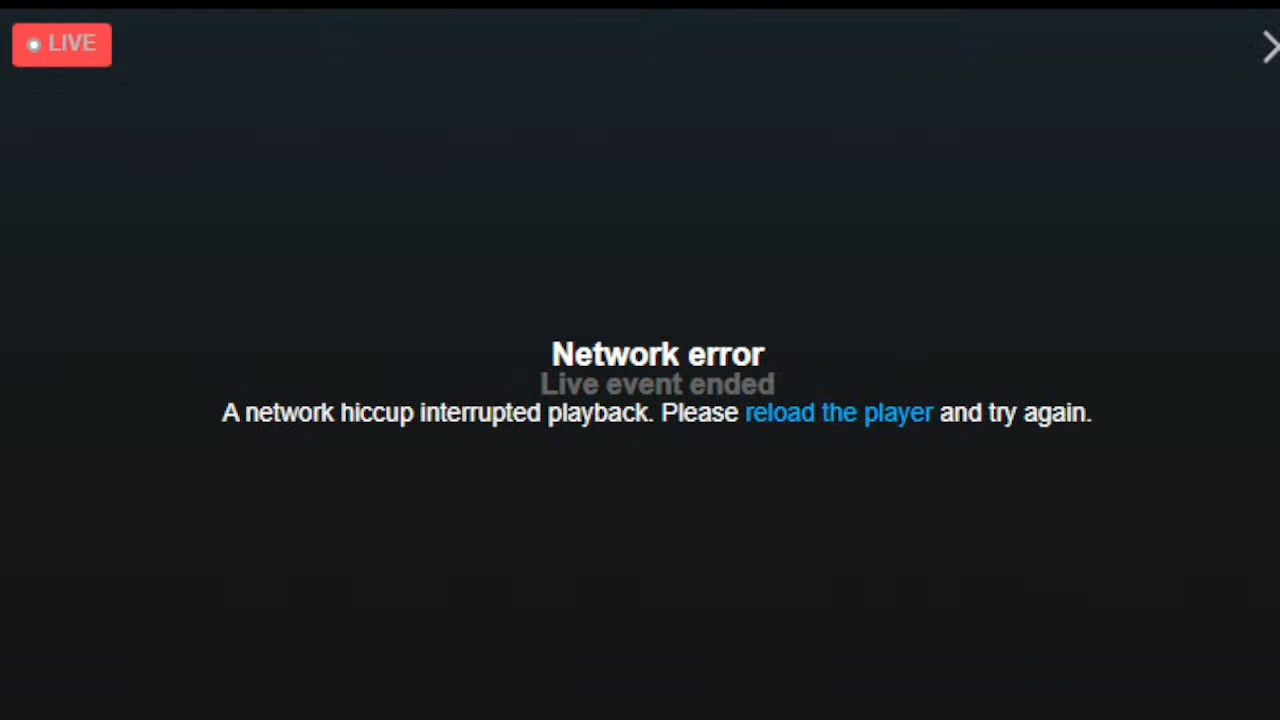 LIVE
Network error
Live event ended
A network hiccup interrupted playback. Please reload the player and try again.